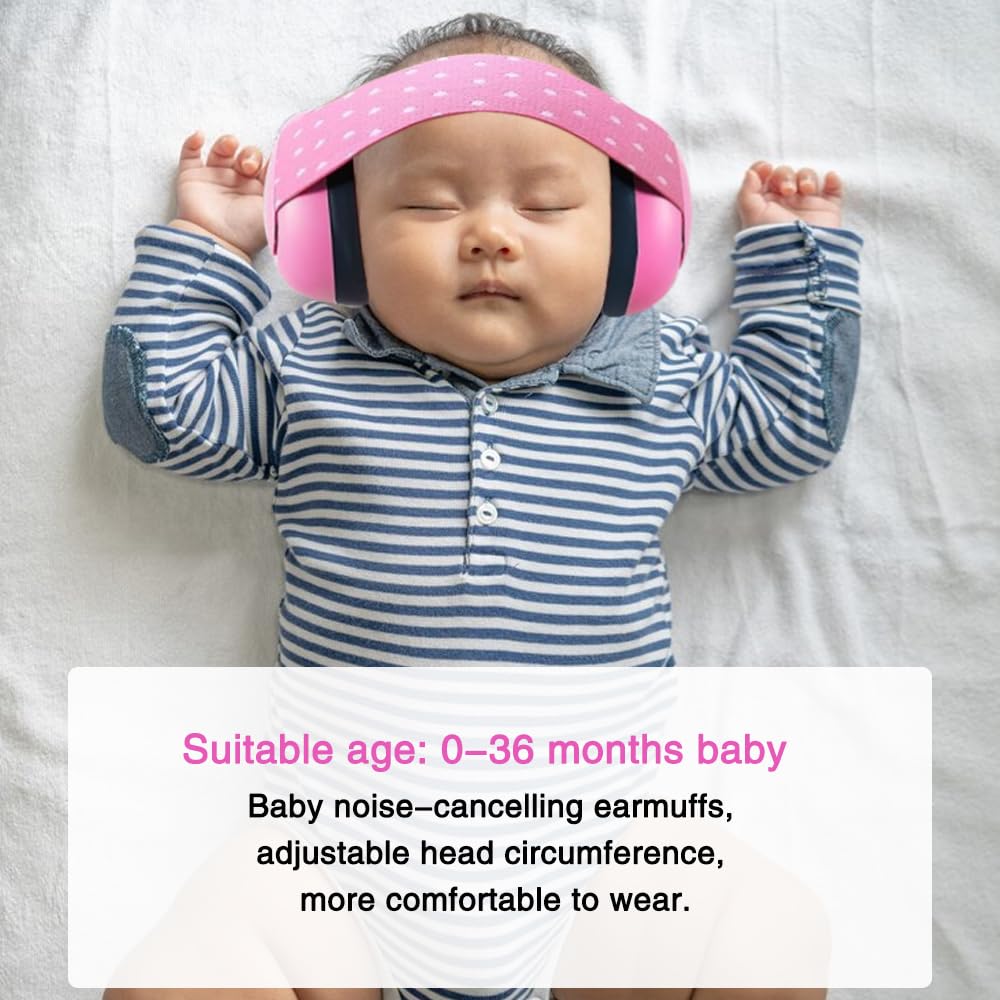 Suitable age: 0–36 months baby
Baby noise–cancelling earmuffs,
adjustable head circumference,
more comfortable to wear.